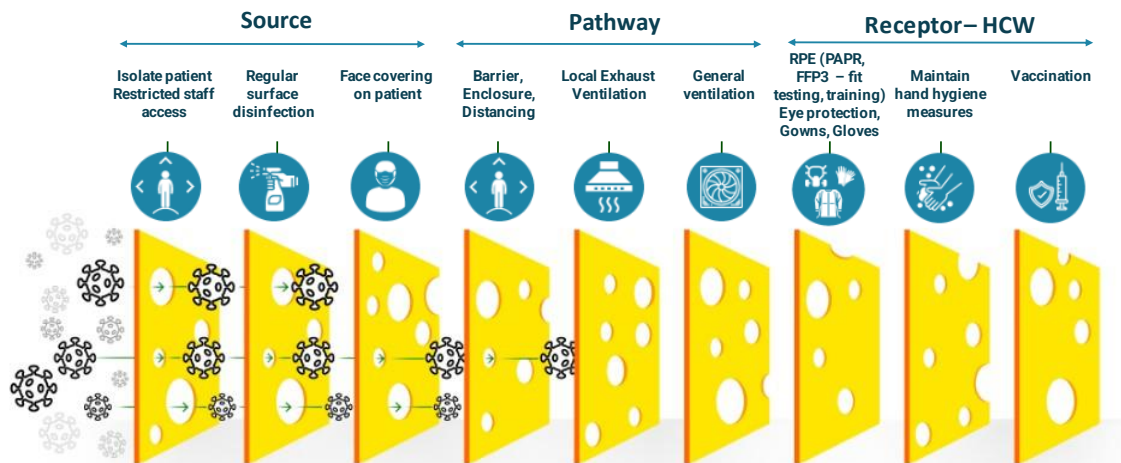 Source
Pathway
Receptor– HCW
Isolate patient
Restricted staff
access
Regular
surface
disinfection
Face covering
on patient
Barrier,
Enclosure,
Distancing
Local Exhaust
Ventilation
General
ventilation
RPE (PAPR,
FFP3 – fit
testing, training)
Eye protection,
Gowns, Gloves
Maintain
hand hygiene
measures
Vaccination